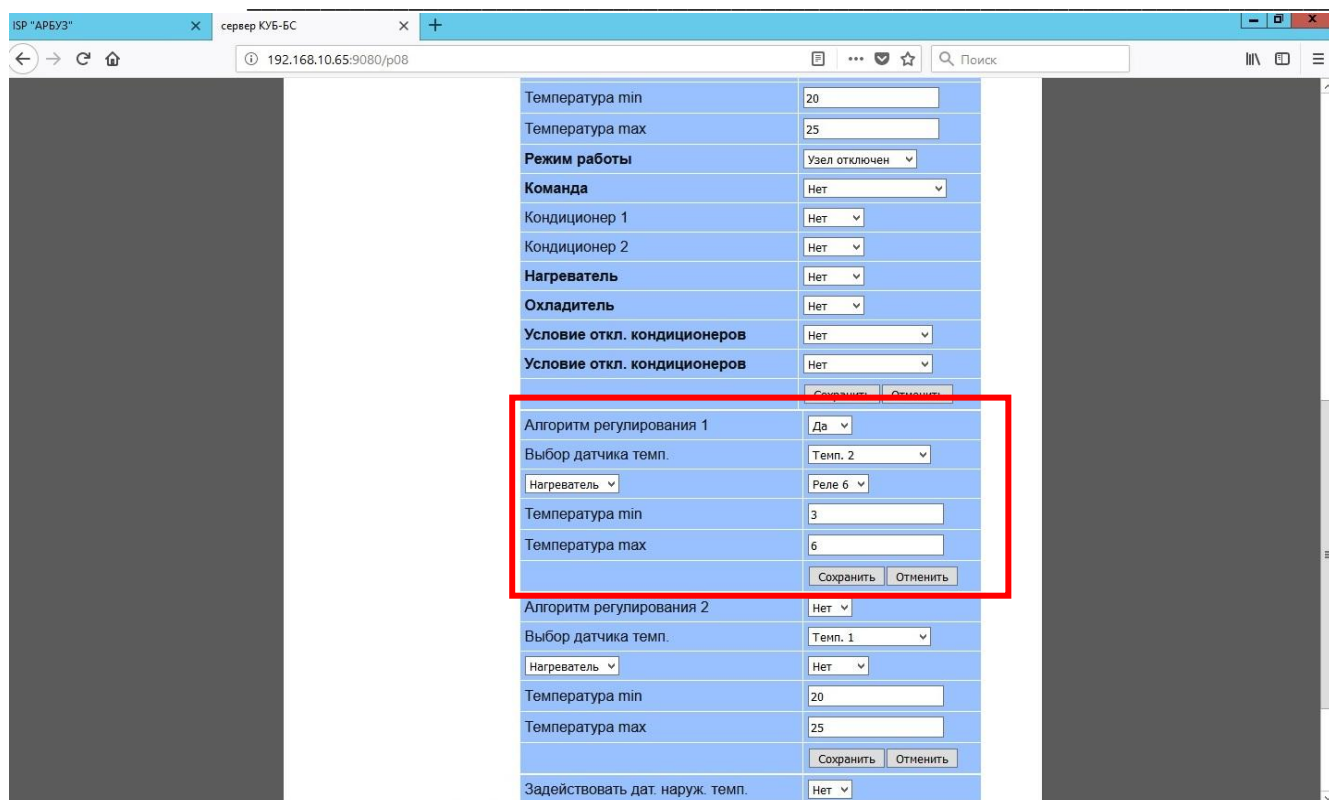 ISP "АРБУЗ"
сервер КУБ-БС
192.168.10.65:9080/p08
Поиск
Температура min 20
Температура max 25
Режим работы Узел отключен
Команда Нет
Кондиционер 1 Нет
Кондиционер 2 Нет
Нагреватель Нет
Охладитель Нет
Условие откл. кондиционеров Нет
Условие откл. кондиционеров Нет
Сохранить Отменить
Алгоритм регулирования 1 Да
Выбор датчика темп. Темп. 2
Нагреватель Реле 6
Температура min 3
Температура max 6
Сохранить Отменить
Алгоритм регулирования 2 Нет
Выбор датчика темп. Темп. 1
Нагреватель Нет
Температура min 20
Температура max 25
Сохранить Отменить
Задействовать дат. наруж. темп. Нет